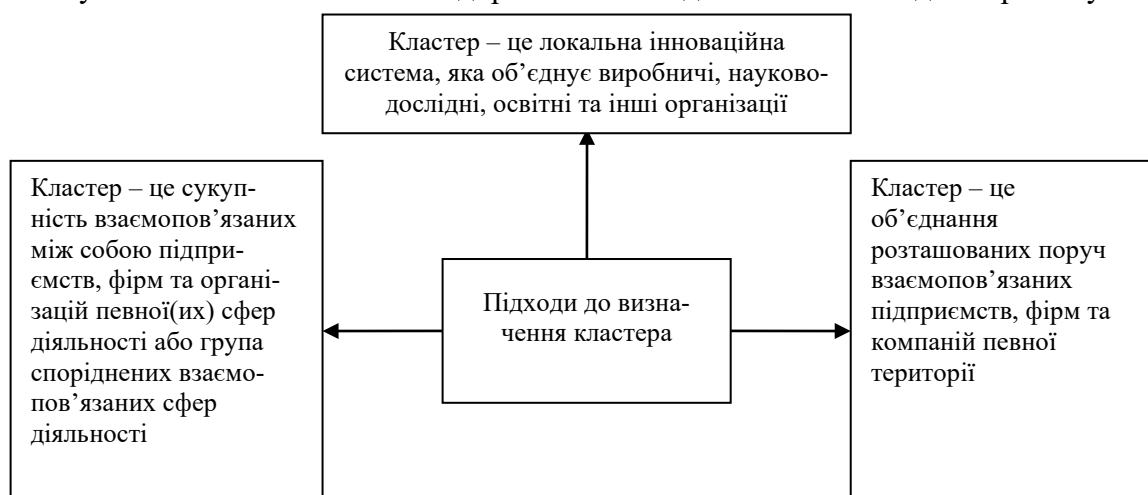 Кластер – це локальна інноваційна
система, яка об’єднує виробничі, науково-
дослідні, освітні та інші організації
Кластер – це сукуп-
ність взаємопов’язаних
між собою підпри-
ємств, фірм та органі-
зацій певної(их) сфер
діяльності або група
споріднених взаємо-
пов’язаних сфер
діяльності
Підходи до визна-
чення кластера
Кластер – це
об’єднання
розташованих поруч
взаємопов’язаних
підприємств, фірм та
компаній певної
території